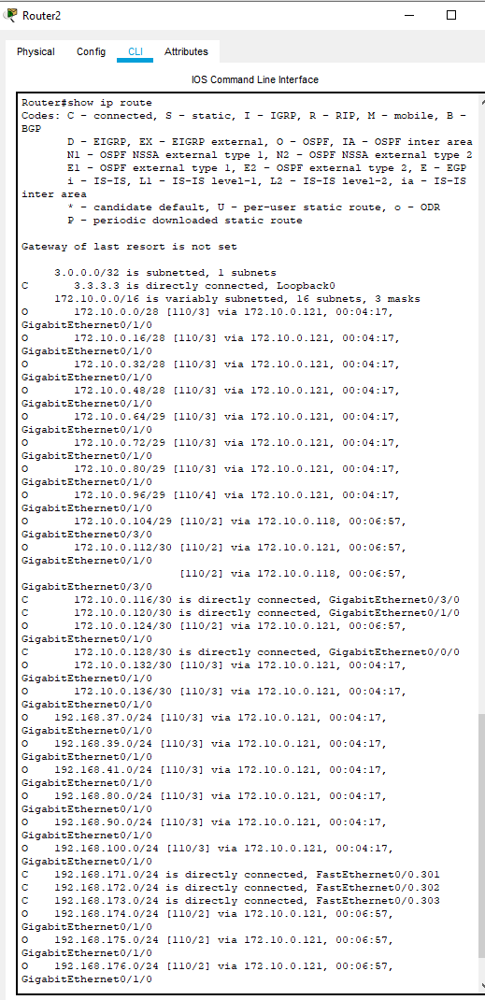 Router2
Physical Config CLI Attributes
IOS Command Line Interface
Router#show ip route
Codes: C - connected, S - static, I - IGRP, R - RIP, M - mobile, B -
BGP
D - EIGRP, EX - EIGRP external, O - OSPF, IA - OSPF inter area
N1 - OSPF NSSA external type 1, N2 - OSPF NSSA external type 2
E1 - OSPF external type 1, E2 - OSPF external type 2, E - EGP
i - IS-IS, L1 - IS-IS level-1, L2 - IS-IS level-2, ia - IS-IS
inter area
* - candidate default, U - per-user static route, o - ODR
P - periodic downloaded static route
Gateway of last resort is not set
3.0.0.0/32 is subnetted, 1 subnets
C 3.3.3.3 is directly connected, Loopback0
172.10.0.0/16 is variably subnetted, 16 subnets, 3 masks
O 172.10.0.0/28 [110/3] via 172.10.0.121, 00:04:17,
GigabitEthernet0/1/0
O 172.10.0.16/28 [110/3] via 172.10.0.121, 00:04:17,
GigabitEthernet0/1/0
O 172.10.0.32/28 [110/3] via 172.10.0.121, 00:04:17,
GigabitEthernet0/1/0
O 172.10.0.48/28 [110/3] via 172.10.0.121, 00:04:17,
GigabitEthernet0/1/0
O 172.10.0.64/29 [110/3] via 172.10.0.121, 00:04:17,
GigabitEthernet0/1/0
O 172.10.0.72/29 [110/3] via 172.10.0.121, 00:04:17,
GigabitEthernet0/1/0
O 172.10.0.80/29 [110/3] via 172.10.0.121, 00:04:17,
GigabitEthernet0/1/0
O 172.10.0.96/29 [110/4] via 172.10.0.121, 00:04:17,
GigabitEthernet0/1/0
O 172.10.0.104/29 [110/2] via 172.10.0.118, 00:06:57,
GigabitEthernet0/3/0
O 172.10.0.112/30 [110/2] via 172.10.0.121, 00:06:57,
GigabitEthernet0/1/0
[110/2] via 172.10.0.118, 00:06:57,
GigabitEthernet0/3/0
C 172.10.0.116/30 is directly connected, GigabitEthernet0/3/0
C 172.10.0.120/30 is directly connected, GigabitEthernet0/1/0
O 172.10.0.124/30 [110/2] via 172.10.0.121, 00:06:57,
GigabitEthernet0/1/0
C 172.10.0.128/30 is directly connected, GigabitEthernet0/0/0
O 172.10.0.132/30 [110/3] via 172.10.0.121, 00:04:17,
GigabitEthernet0/1/0
O 172.10.0.136/30 [110/3] via 172.10.0.121, 00:04:17,
GigabitEthernet0/1/0
O 192.168.37.0/24 [110/3] via 172.10.0.121, 00:04:17,
GigabitEthernet0/1/0
O 192.168.39.0/24 [110/3] via 172.10.0.121, 00:04:17,
GigabitEthernet0/1/0
O 192.168.41.0/24 [110/3] via 172.10.0.121, 00:04:17,
GigabitEthernet0/1/0
O 192.168.80.0/24 [110/3] via 172.10.0.121, 00:04:17,
GigabitEthernet0/1/0
O 192.168.90.0/24 [110/3] via 172.10.0.121, 00:04:17,
GigabitEthernet0/1/0
O 192.168.100.0/24 [110/3] via 172.10.0.121, 00:04:17,
GigabitEthernet0/1/0
C 192.168.171.0/24 is directly connected, FastEthernet0/0.301
C 192.168.172.0/24 is directly connected, FastEthernet0/0.302
C 192.168.173.0/24 is directly connected, FastEthernet0/0.303
O 192.168.174.0/24 [110/2] via 172.10.0.121, 00:06:57,
GigabitEthernet0/1/0
O 192.168.175.0/24 [110/2] via 172.10.0.121, 00:06:57,
GigabitEthernet0/1/0
O 192.168.176.0/24 [110/2] via 172.10.0.121, 00:06:57,
GigabitEthernet0/1/0